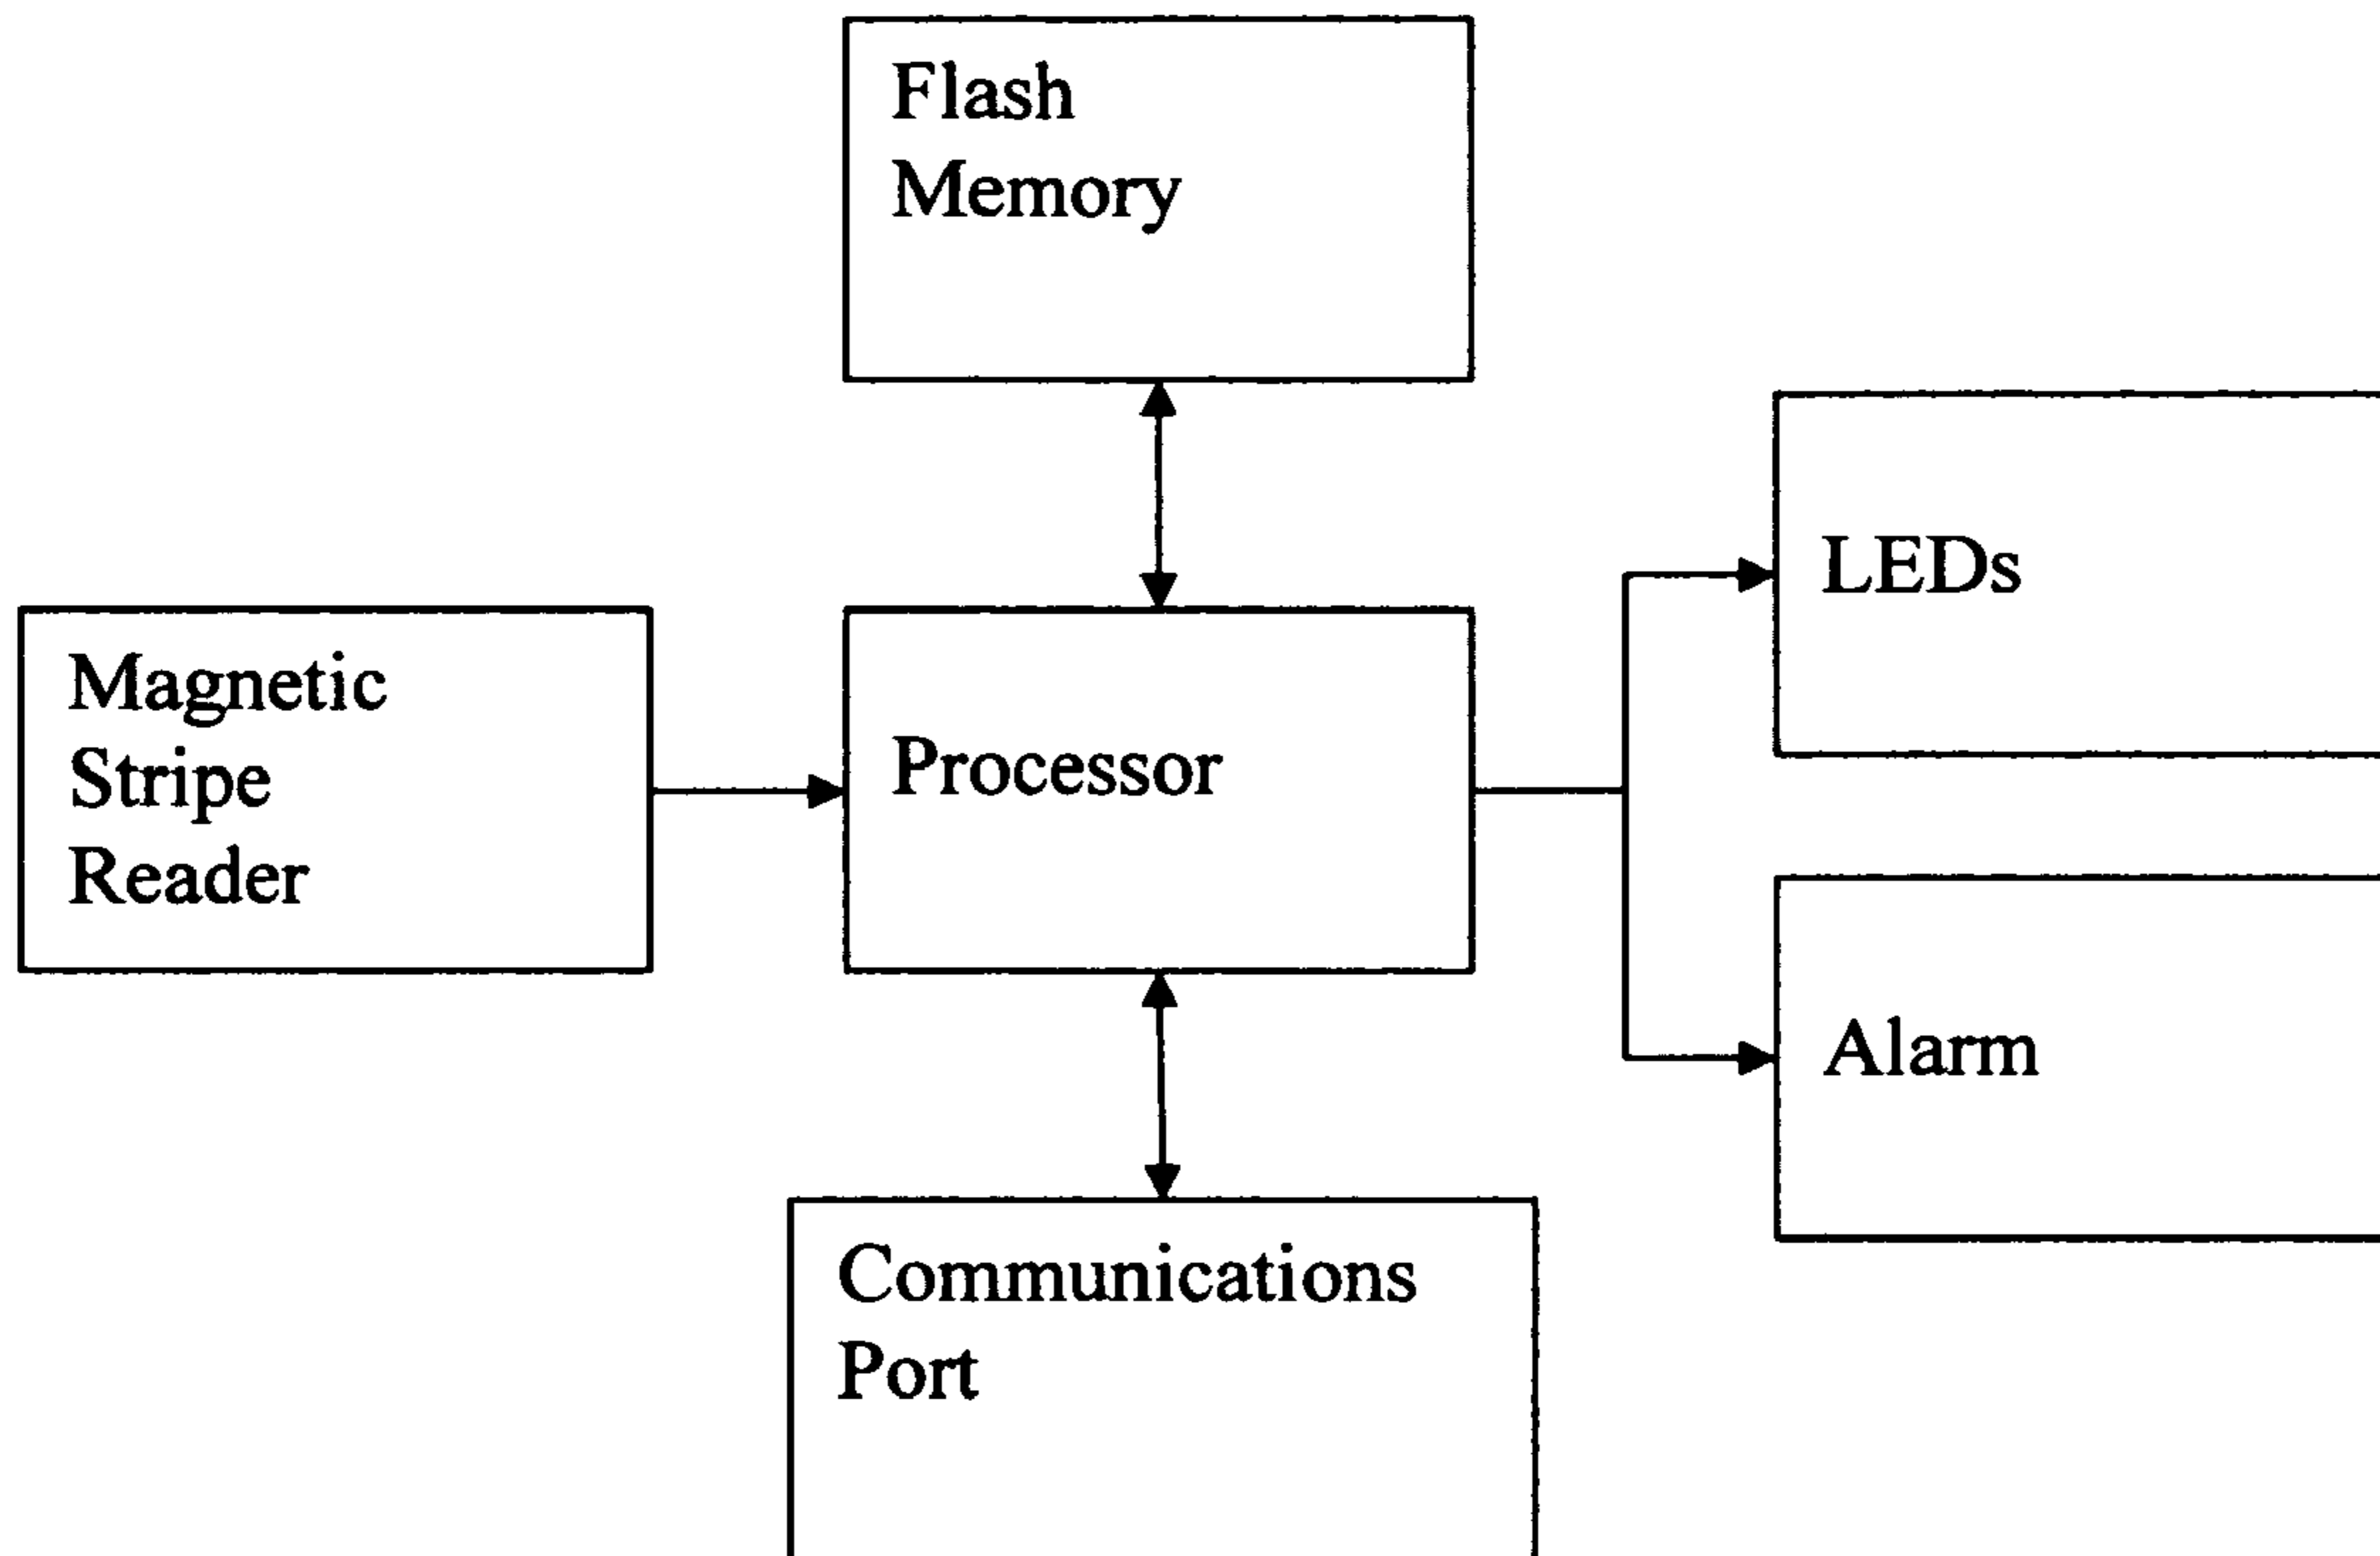 Flash
Memory
LEDs
Magnetic
Stripe
Reader
Processor
Alarm
Communications
Port